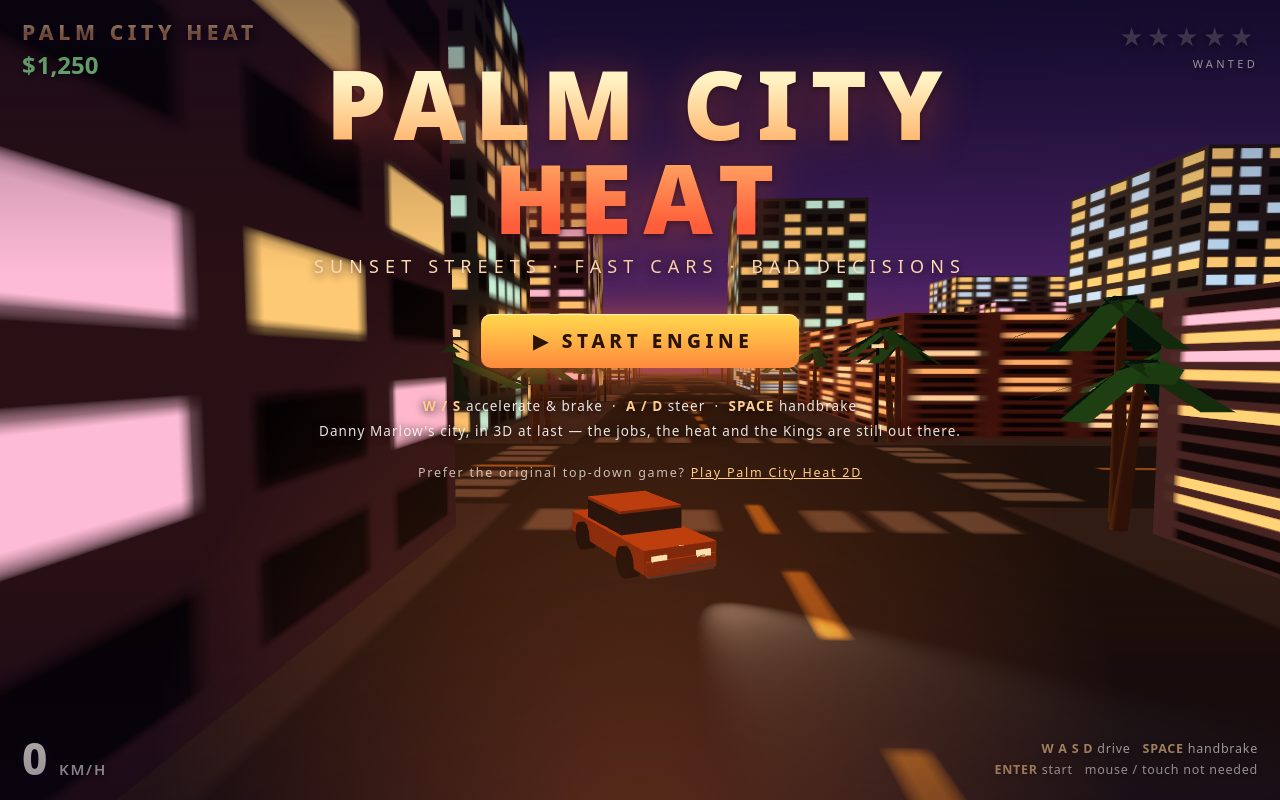 PALM CITY HEAT
$1,250
★★★★★
WANTED
PALM CITY
HEAT
SUNSET STREETS · FAST CARS · BAD DECISIONS
▶ START ENGINE
W / S accelerate & brake · A / D steer · SPACE handbrake
Danny Marlow's city, in 3D at last — the jobs, the heat and the Kings are still out there.
Prefer the original top-down game? Play Palm City Heat 2D
0 KM/H
W A S D drive SPACE handbrake
ENTER start mouse / touch not needed